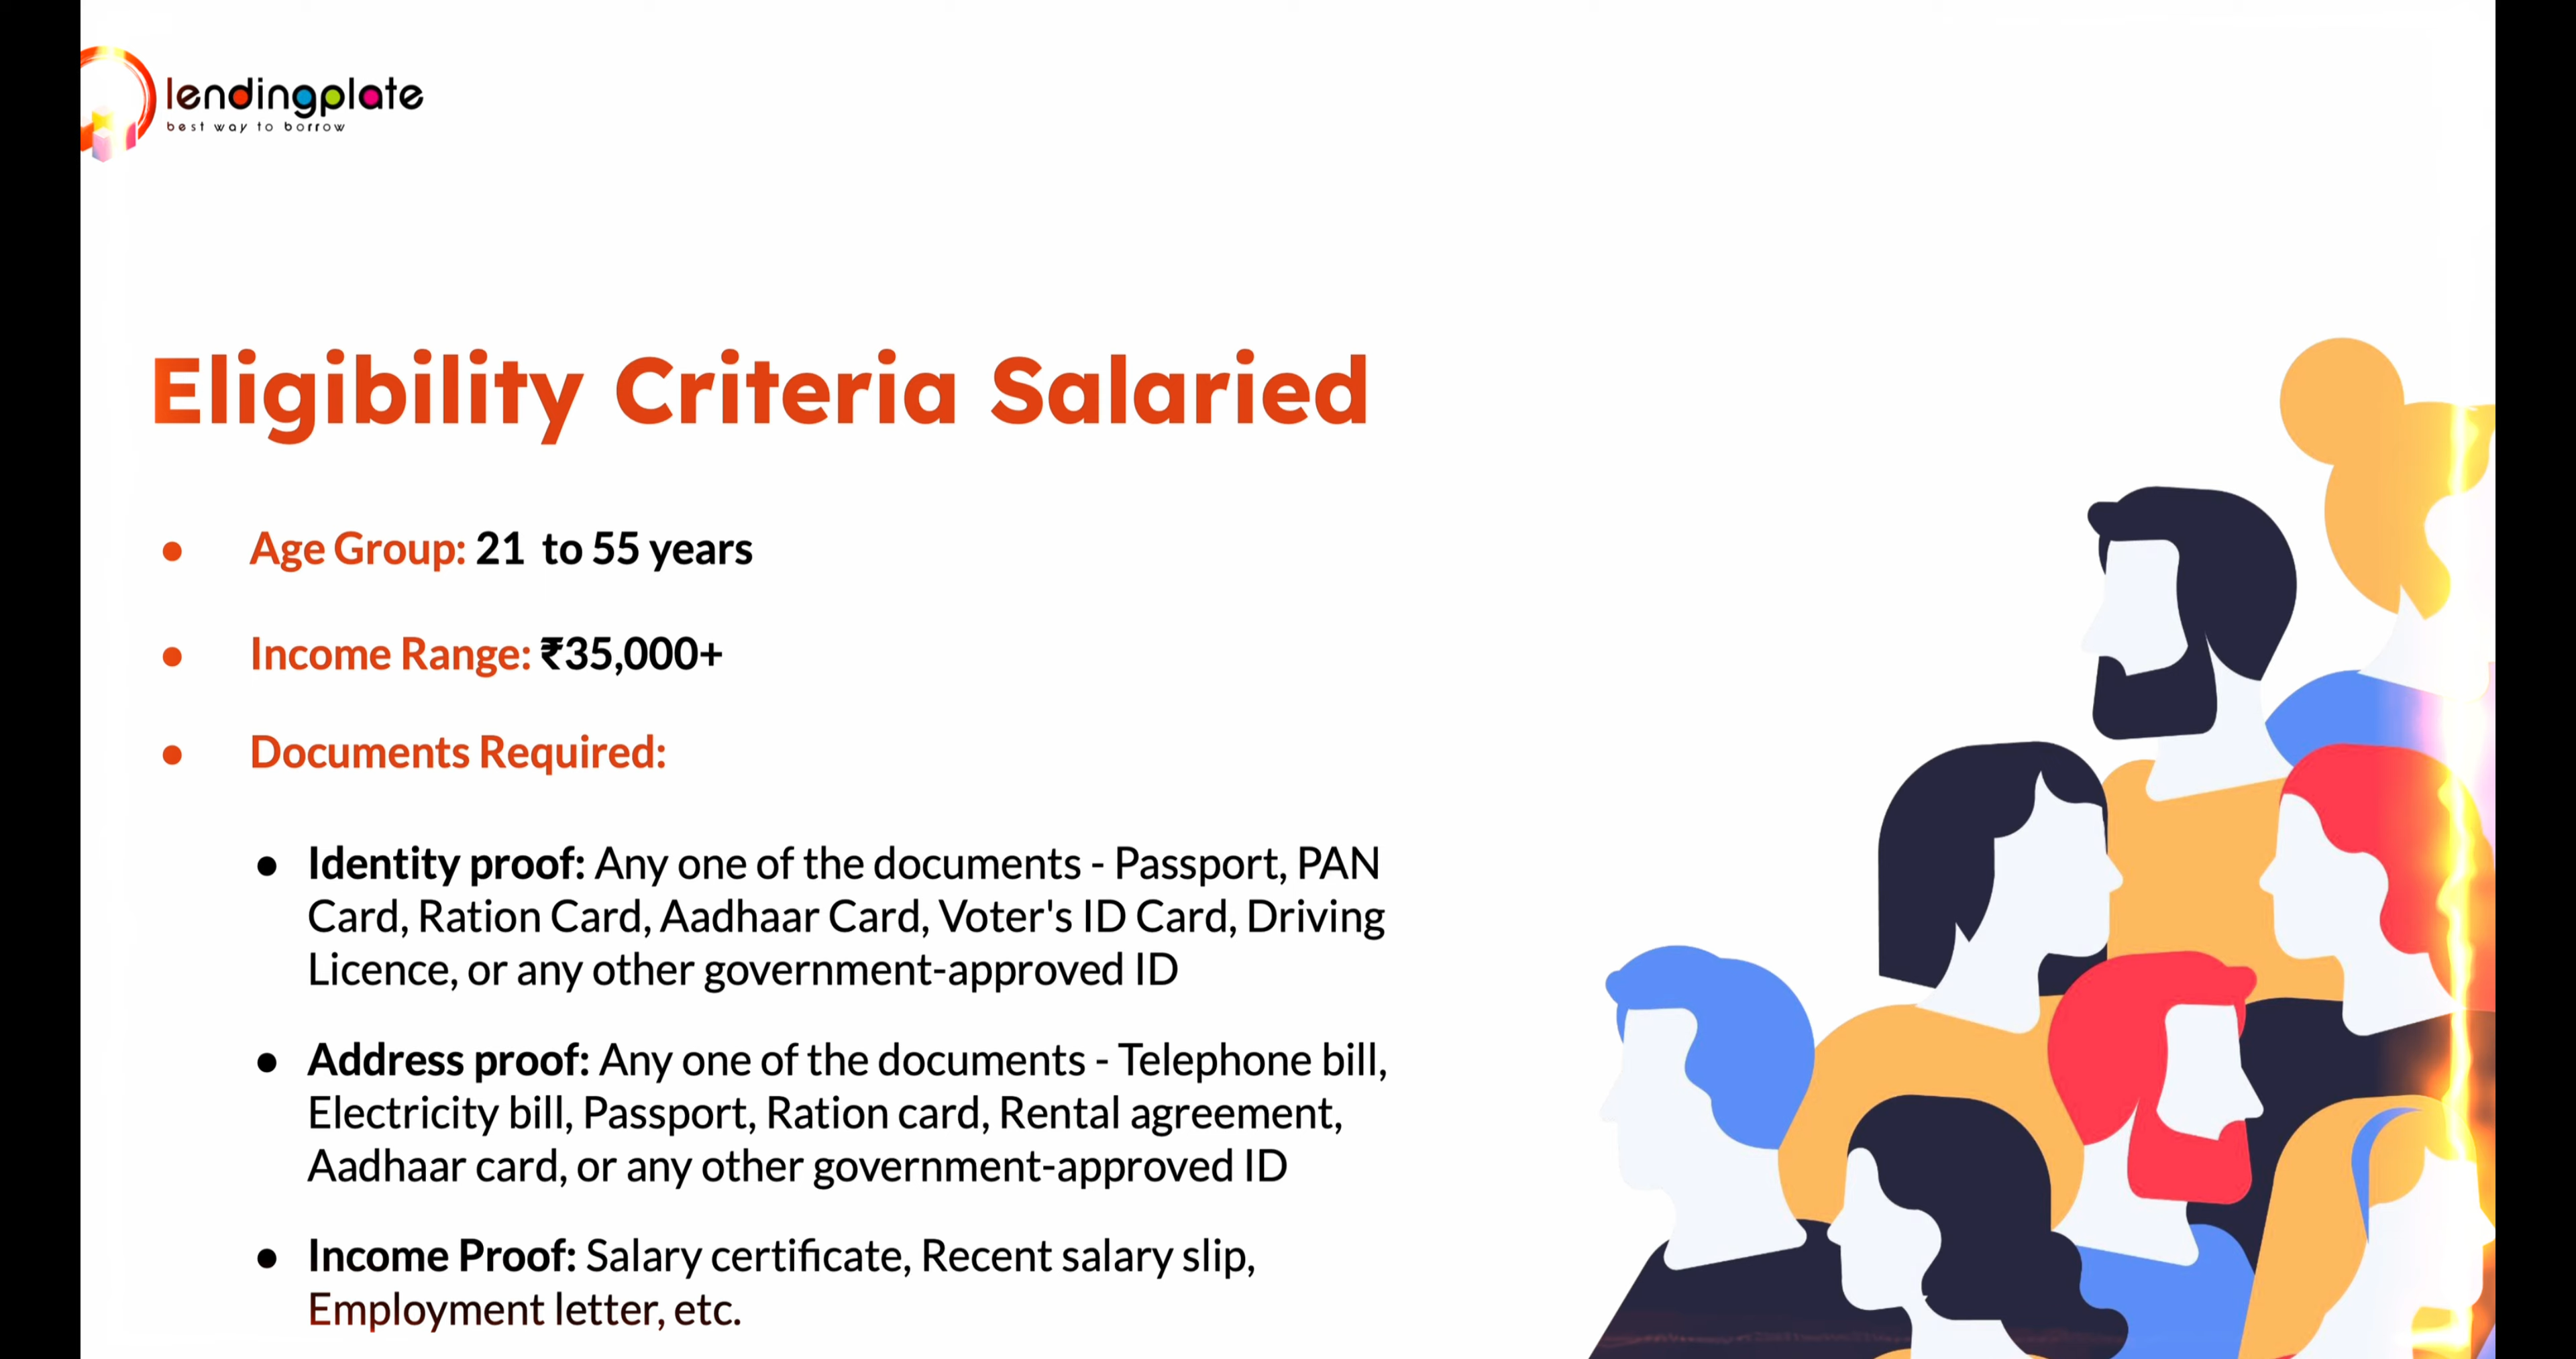 lendingplate
best way to borrow
Eligibility Criteria Salaried
● Age Group: 21 to 55 years
● Income Range: ₹35,000+
● Documents Required:
● Identity proof: Any one of the documents - Passport, PAN
Card, Ration Card, Aadhaar Card, Voter's ID Card, Driving
Licence, or any other government-approved ID
● Address proof: Any one of the documents - Telephone bill,
Electricity bill, Passport, Ration card, Rental agreement,
Aadhaar card, or any other government-approved ID
● Income Proof: Salary certificate, Recent salary slip,
Employment letter, etc.